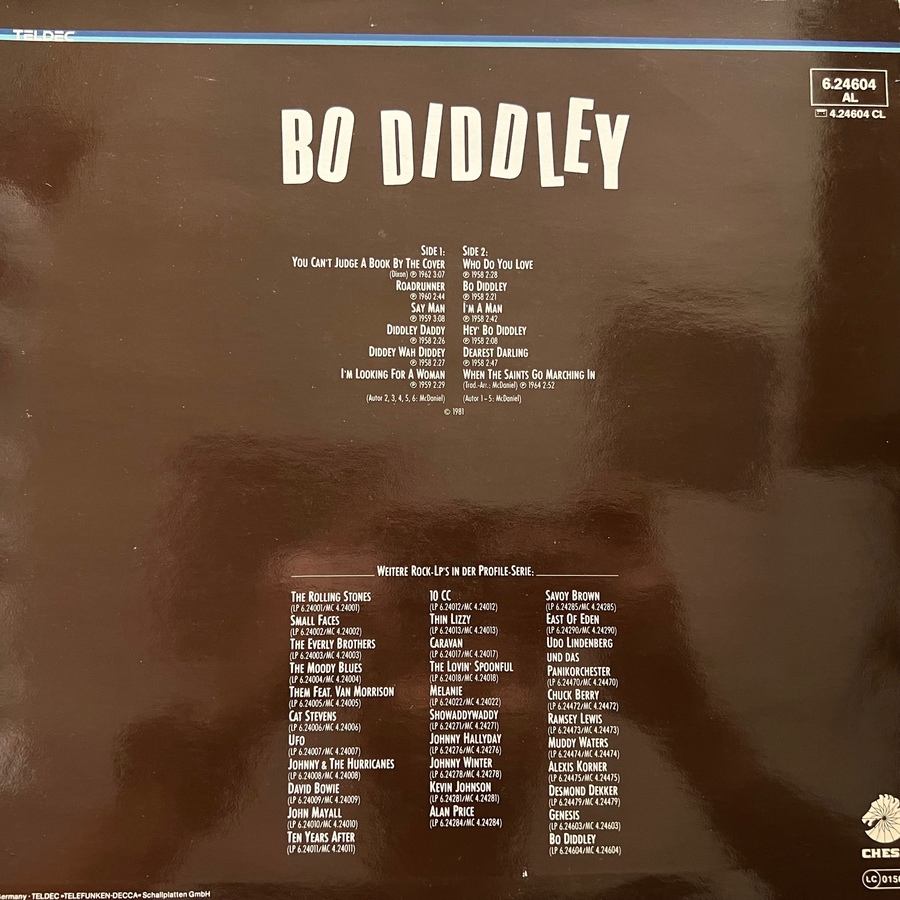 TELDEC
6.24604
AL
4.24604 CL
BO DIDDLEY
SIDE 1:
YOU CAN'T JUDGE A BOOK BY THE COVER
(Dixon) ℗ 1962 3:07
ROADRUNNER
℗ 1960 2:44
SAY MAN
℗ 1959 3:08
DIDDLEY DADDY
℗ 1958 2:26
DIDDEY WAH DIDDEY
℗ 1958 2:27
I'M LOOKING FOR A WOMAN
℗ 1959 2:29
(Autor 2, 3, 4, 5, 6: McDaniel)
SIDE 2:
WHO DO YOU LOVE
℗ 1958 2:28
BO DIDDLEY
℗ 1958 2:21
I'M A MAN
℗ 1958 2:42
HEY' BO DIDDLEY
℗ 1958 2:08
DEAREST DARLING
℗ 1958 2:47
WHEN THE SAINTS GO MARCHING IN
(Trad.-Arr.: McDaniel) ℗ 1964 2:52
(Autor 1-5: McDaniel)
© 1981
WEITERE ROCK-LP'S IN DER PROFILE-SERIE:
THE ROLLING STONES
(LP 6.24001/MC 4.24001)
SMALL FACES
(LP 6.24002/MC 4.24002)
THE EVERLY BROTHERS
(LP 6.24003/MC 4.24003)
THE MOODY BLUES
(LP 6.24004/MC 4.24004)
THEM FEAT. VAN MORRISON
(LP 6.24005/MC 4.24005)
CAT STEVENS
(LP 6.24006/MC 4.24006)
UFO
(LP 6.24007/MC 4.24007)
JOHNNY & THE HURRICANES
(LP 6.24008/MC 4.24008)
DAVID BOWIE
(LP 6.24009/MC 4.24009)
JOHN MAYALL
(LP 6.24010/MC 4.24010)
TEN YEARS AFTER
(LP 6.24011/MC 4.24011)
10 CC
(LP 6.24012/MC 4.24012)
THIN LIZZY
(LP 6.24013/MC 4.24013)
CARAVAN
(LP 6.24017/MC 4.24017)
THE LOVIN' SPOONFUL
(LP 6.24018/MC 4.24018)
MELANIE
(LP 6.24022/MC 4.24022)
SHOWADDYWADDY
(LP 6.24271/MC 4.24271)
JOHNNY HALLYDAY
(LP 6.24276/MC 4.24276)
JOHNNY WINTER
(LP 6.24278/MC 4.24278)
KEVIN JOHNSON
(LP 6.24281/MC 4.24281)
ALAN PRICE
(LP 6.24284/MC 4.24284)
SAVOY BROWN
(LP 6.24285/MC 4.24285)
EAST OF EDEN
(LP 6.24290/MC 4.24290)
UDO LINDENBERG
UND DAS
PANIKORCHESTER
(LP 6.24470/MC 4.24470)
CHUCK BERRY
(LP 6.24472/MC 4.24472)
RAMSEY LEWIS
(LP 6.24473/MC 4.24473)
MUDDY WATERS
(LP 6.24474/MC 4.24474)
ALEXIS KORNER
(LP 6.24475/MC 4.24475)
DESMOND DEKKER
(LP 6.24479/MC 4.24479)
GENESIS
(LP 6.24603/MC 4.24603)
BO DIDDLEY
(LP 6.24604/MC 4.24604)
CHES
LC 015
ermany · TELDEC »TELEFUNKEN-DECCA« Schallplatten GmbH